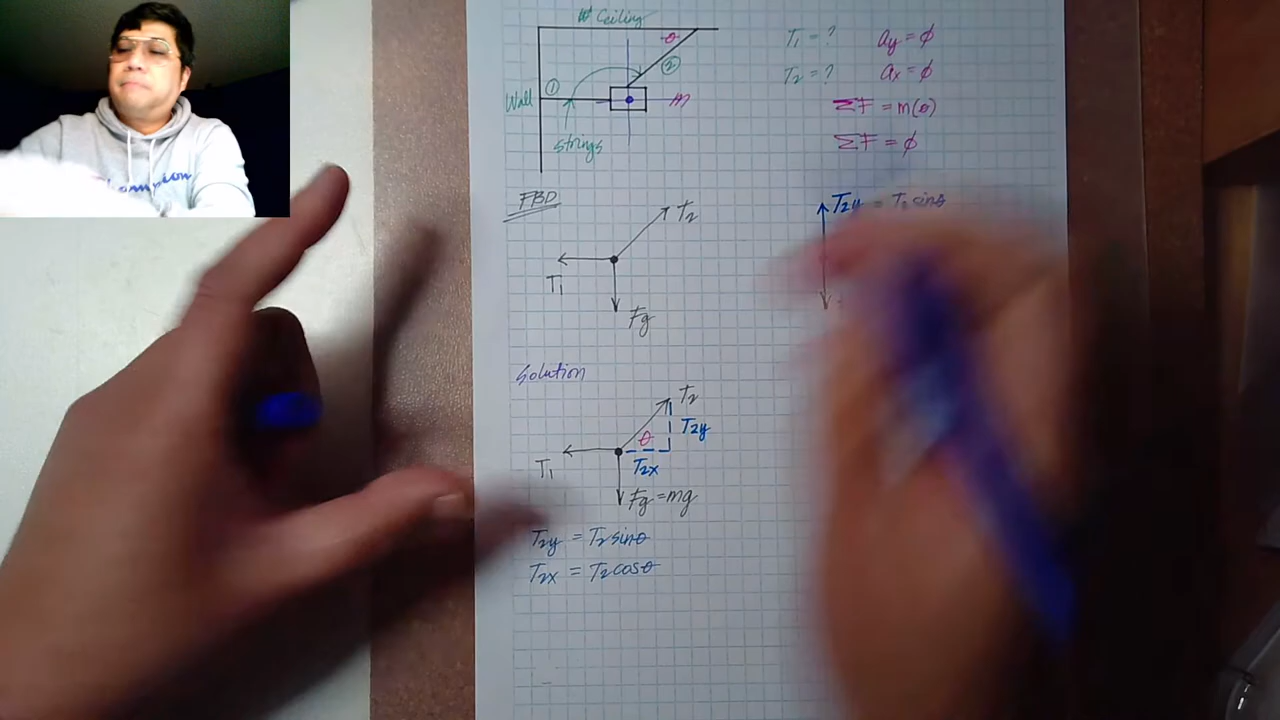 Ceiling
θ
②
Wall
①
m
strings
T₁ = ?
ay = ∅
T₂ = ?
ax = ∅
ΣF = m(∅)
ΣF = ∅
FBD
T₂
T₁
Fg
T₂y = T₂ sinθ
Solution
T₂
θ
T₂y
T₁
T₂x
Fg = mg
T₂y = T₂ sinθ
T₂x = T₂ cosθ